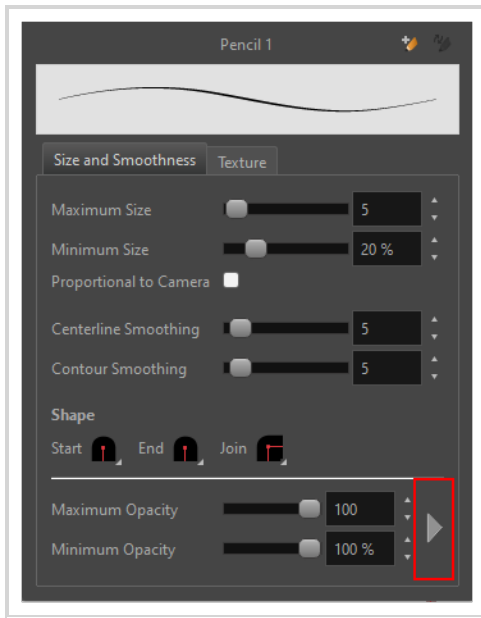 Pencil 1
Size and Smoothness Texture
Maximum Size 5
Minimum Size 20 %
Proportional to Camera
Centerline Smoothing 5
Contour Smoothing 5
Shape
Start End Join
Maximum Opacity 100
Minimum Opacity 100 %